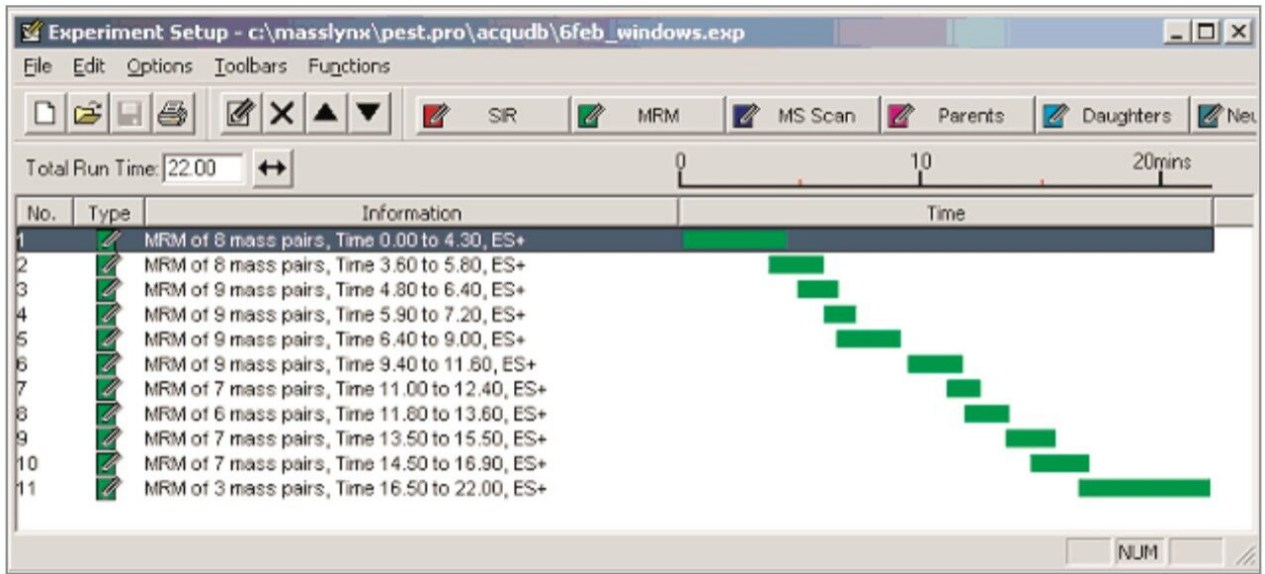 Experiment Setup - c:\masslynx\pest.pro\acqudb\6feb_windows.exp
File Edit Options Toolbars Functions
SIR MRM MS Scan Parents Daughters Neu
Total Run Time: 22.00 0 10 20mins
No. Type Information Time
1 MRM of 8 mass pairs, Time 0.00 to 4.30, ES+
2 MRM of 8 mass pairs, Time 3.60 to 5.80, ES+
3 MRM of 9 mass pairs, Time 4.80 to 6.40, ES+
4 MRM of 9 mass pairs, Time 5.90 to 7.20, ES+
5 MRM of 9 mass pairs, Time 6.40 to 9.00, ES+
6 MRM of 9 mass pairs, Time 9.40 to 11.60, ES+
7 MRM of 7 mass pairs, Time 11.00 to 12.40, ES+
8 MRM of 6 mass pairs, Time 11.80 to 13.60, ES+
9 MRM of 7 mass pairs, Time 13.50 to 15.50, ES+
10 MRM of 7 mass pairs, Time 14.50 to 16.90, ES+
11 MRM of 3 mass pairs, Time 16.50 to 22.00, ES+
NUM